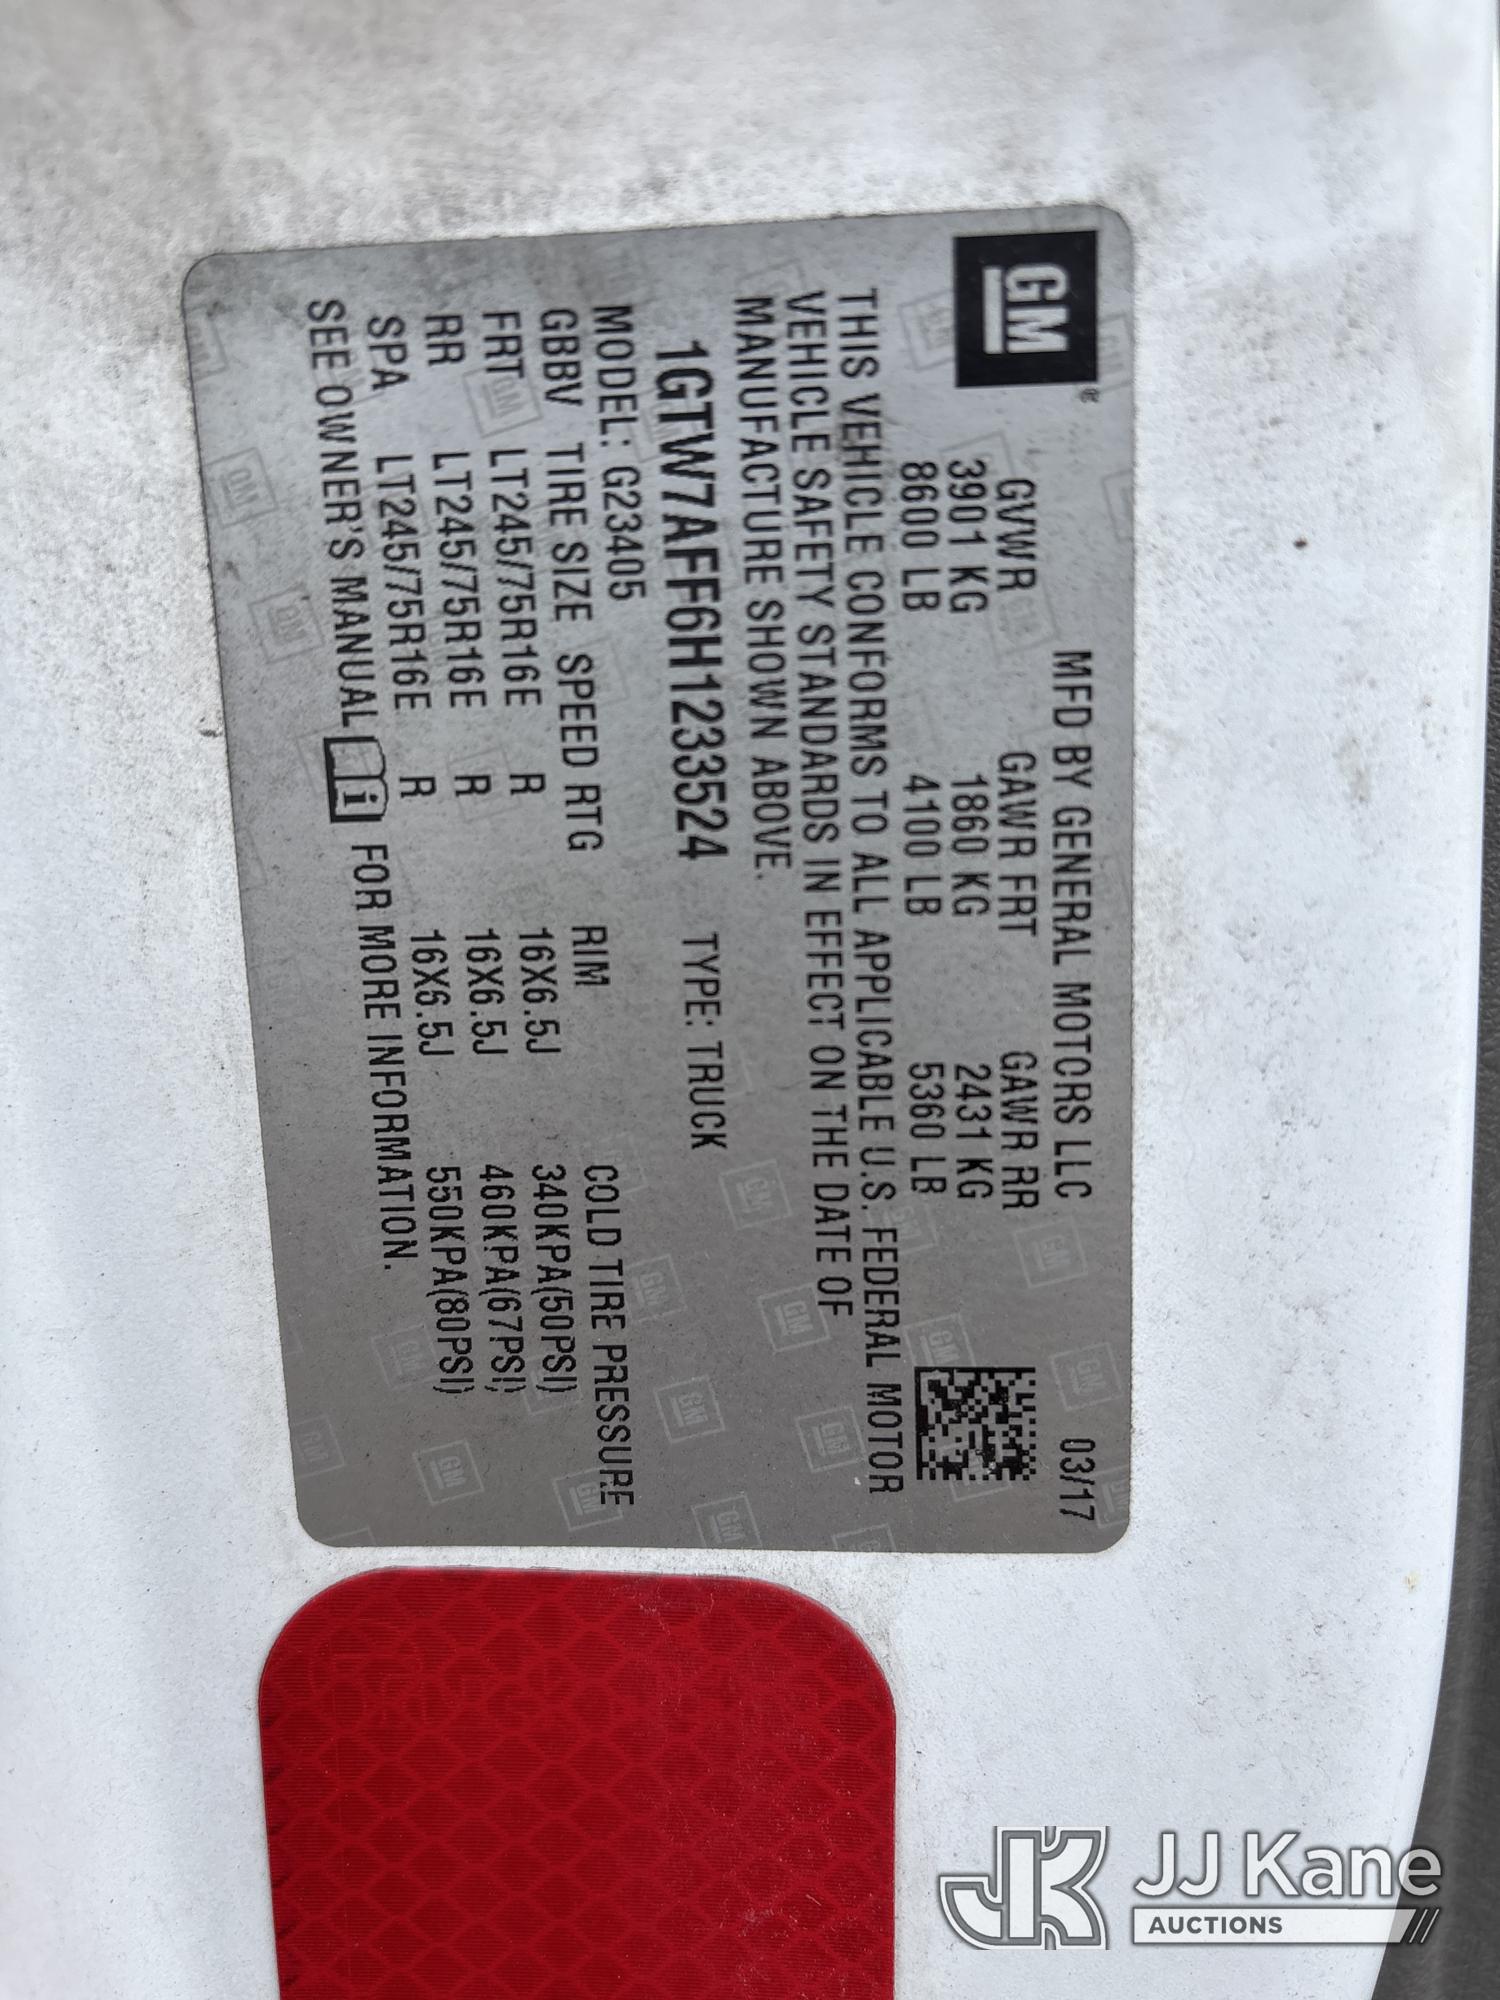 GM
MFD BY GENERAL MOTORS LLC 03/17
GVWR GAWR FRT GAWR RR
3901 KG 1860 KG 2431 KG
8600 LB 4100 LB 5360 LB
THIS VEHICLE CONFORMS TO ALL APPLICABLE U.S. FEDERAL MOTOR
VEHICLE SAFETY STANDARDS IN EFFECT ON THE DATE OF
MANUFACTURE SHOWN ABOVE.
1GTW7AFF6H1233524 TYPE: TRUCK
MODEL: G23405
GBBV TIRE SIZE SPEED RTG RIM COLD TIRE PRESSURE
FRT LT245/75R16E R 16X6.5J 340KPA(50PSI)
RR LT245/75R16E R 16X6.5J 460KPA(67PSI)
SPA LT245/75R16E R 16X6.5J 550KPA(80PSI)
SEE OWNER'S MANUAL i FOR MORE INFORMATION.
JK JJ Kane
AUCTIONS